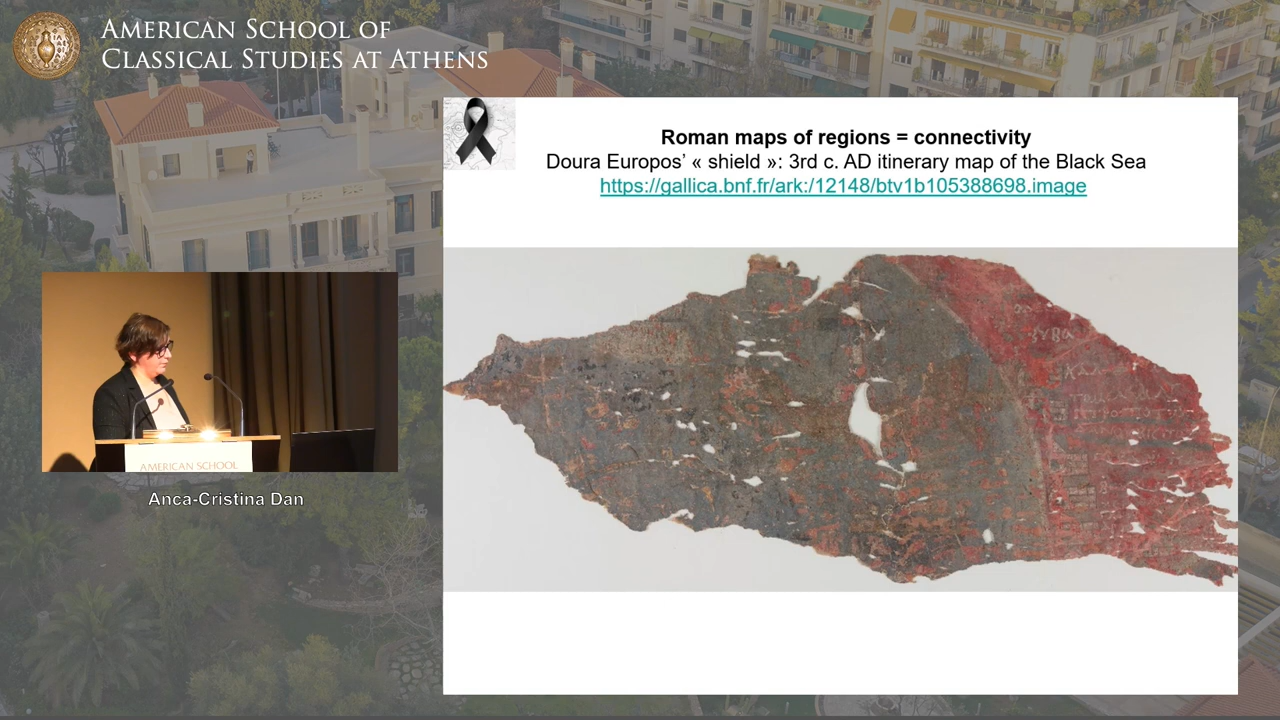 AMERICAN SCHOOL OF
CLASSICAL STUDIES AT ATHENS
Roman maps of regions = connectivity
Doura Europos’ « shield »: 3rd c. AD itinerary map of the Black Sea
https://gallica.bnf.fr/ark:/12148/btv1b105388698.image
AMERICAN SCHOOL
Anca-Cristina Dan